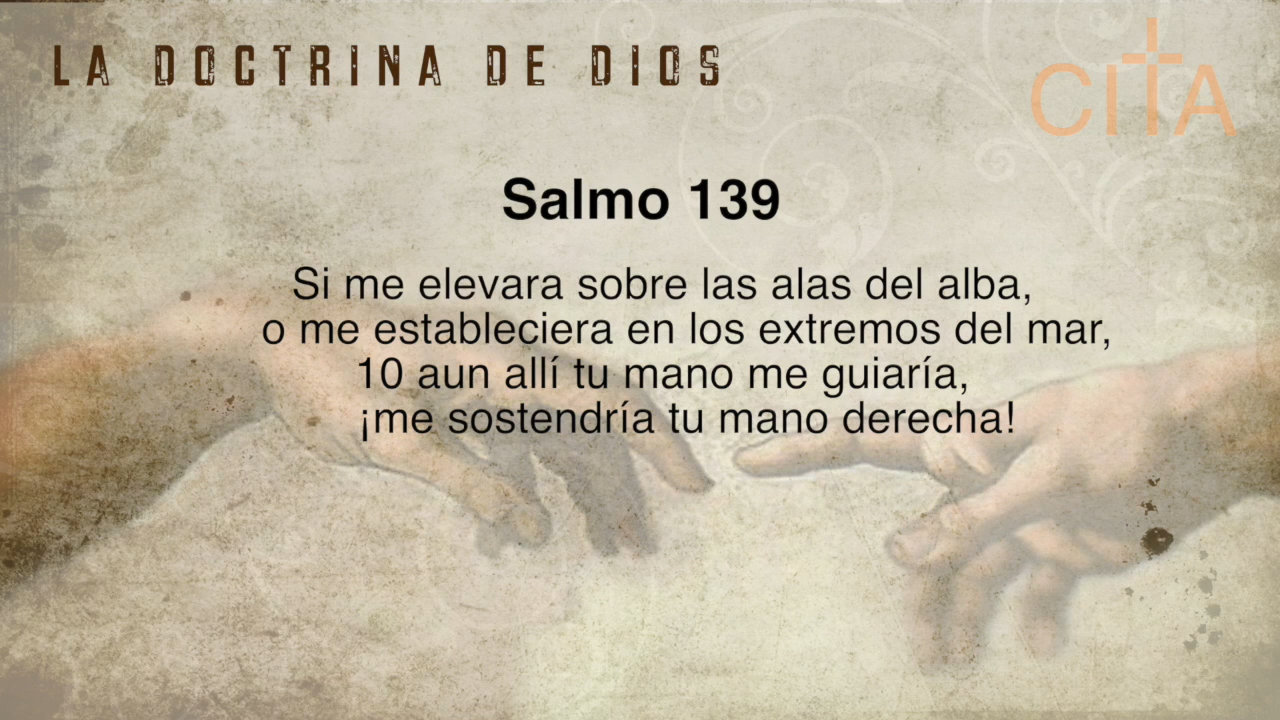 LA DOCTRINA DE DIOS
CITA
Salmo 139
Si me elevara sobre las alas del alba,
o me estableciera en los extremos del mar,
10 aun allí tu mano me guiaría,
¡me sostendría tu mano derecha!